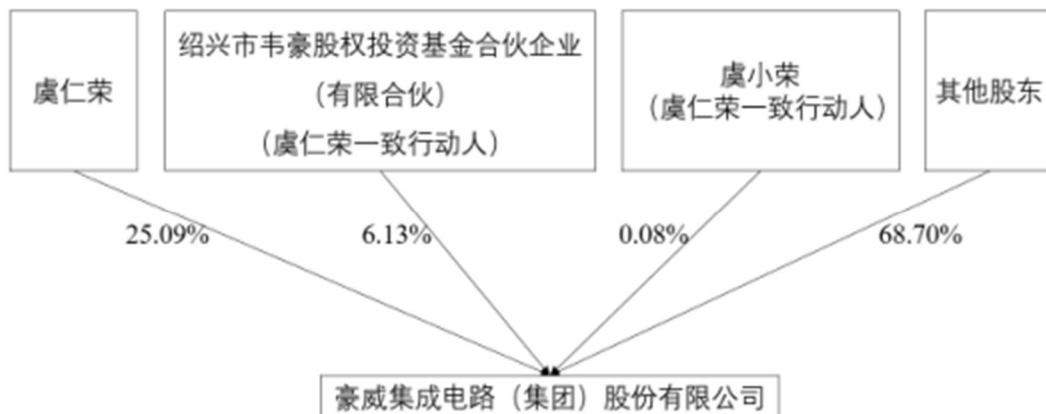 虞仁荣
绍兴市韦豪股权投资基金合伙企业
（有限合伙）
（虞仁荣一致行动人）
虞小荣
（虞仁荣一致行动人）
其他股东
25.09%
6.13%
0.08%
68.70%
豪威集成电路（集团）股份有限公司